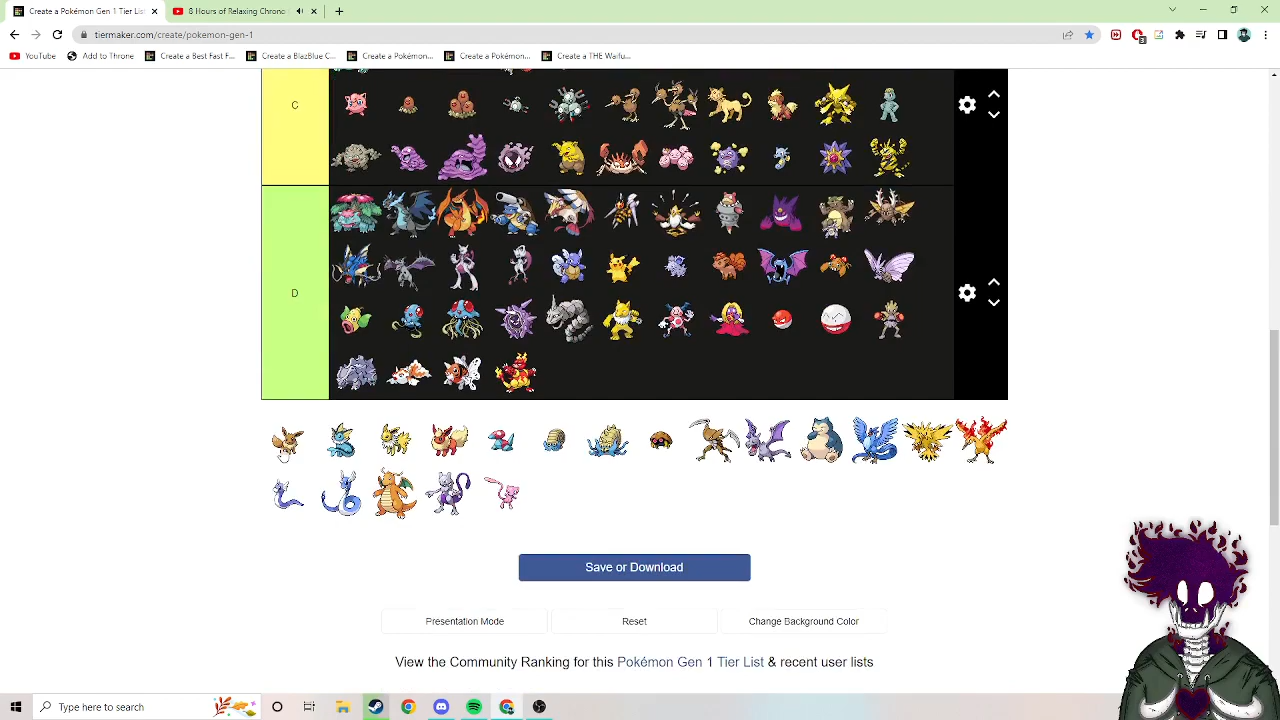 Create a Pokémon Gen 1 Tier List
8 Hours of Relaxing Chrono
tiermaker.com/create/pokemon-gen-1
YouTube
Add to Throne
Create a Best Fast F...
Create a BlazBlue C...
Create a Pokémon...
Create a Pokémon...
Create a THE Waifu...
C
D
Save or Download
Presentation Mode
Reset
Change Background Color
View the Community Ranking for this Pokémon Gen 1 Tier List & recent user lists
Type here to search